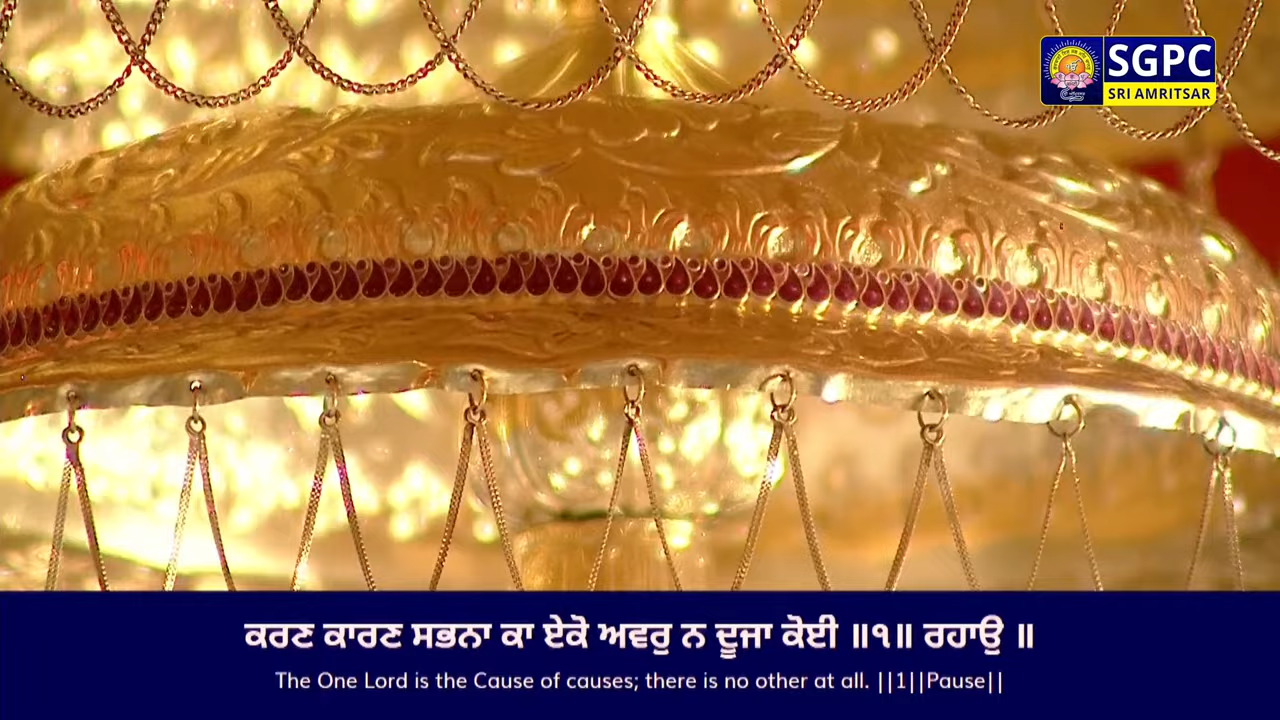 SGPC
SRI AMRITSAR
ਕਰਣ ਕਾਰਣ ਸਭਨਾ ਕਾ ਏਕੋ ਅਵਰੁ ਨ ਦੂਜਾ ਕੋਈ ॥੧॥ ਰਹਾਉ ॥
The One Lord is the Cause of causes; there is no other at all. ||1||Pause||